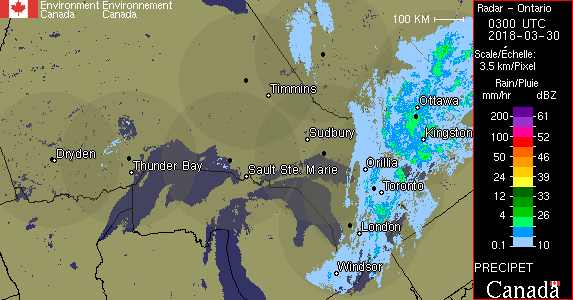 Environment Environnement
Canada Canada
100 KM
Radar - Ontario
0300 UTC
2018-03-30
Scale/Échelle:
3.5 km/Pixel
Rain/Pluie
mm/hr dBZ
200 61
100 52
50 46
24 39
12 33
4 26
0.1 10
PRECIPET
Canada
Timmins
Ottawa
Sudbury
Kingston
Dryden
Thunder Bay
Sault Ste. Marie
Orillia
Toronto
London
Windsor